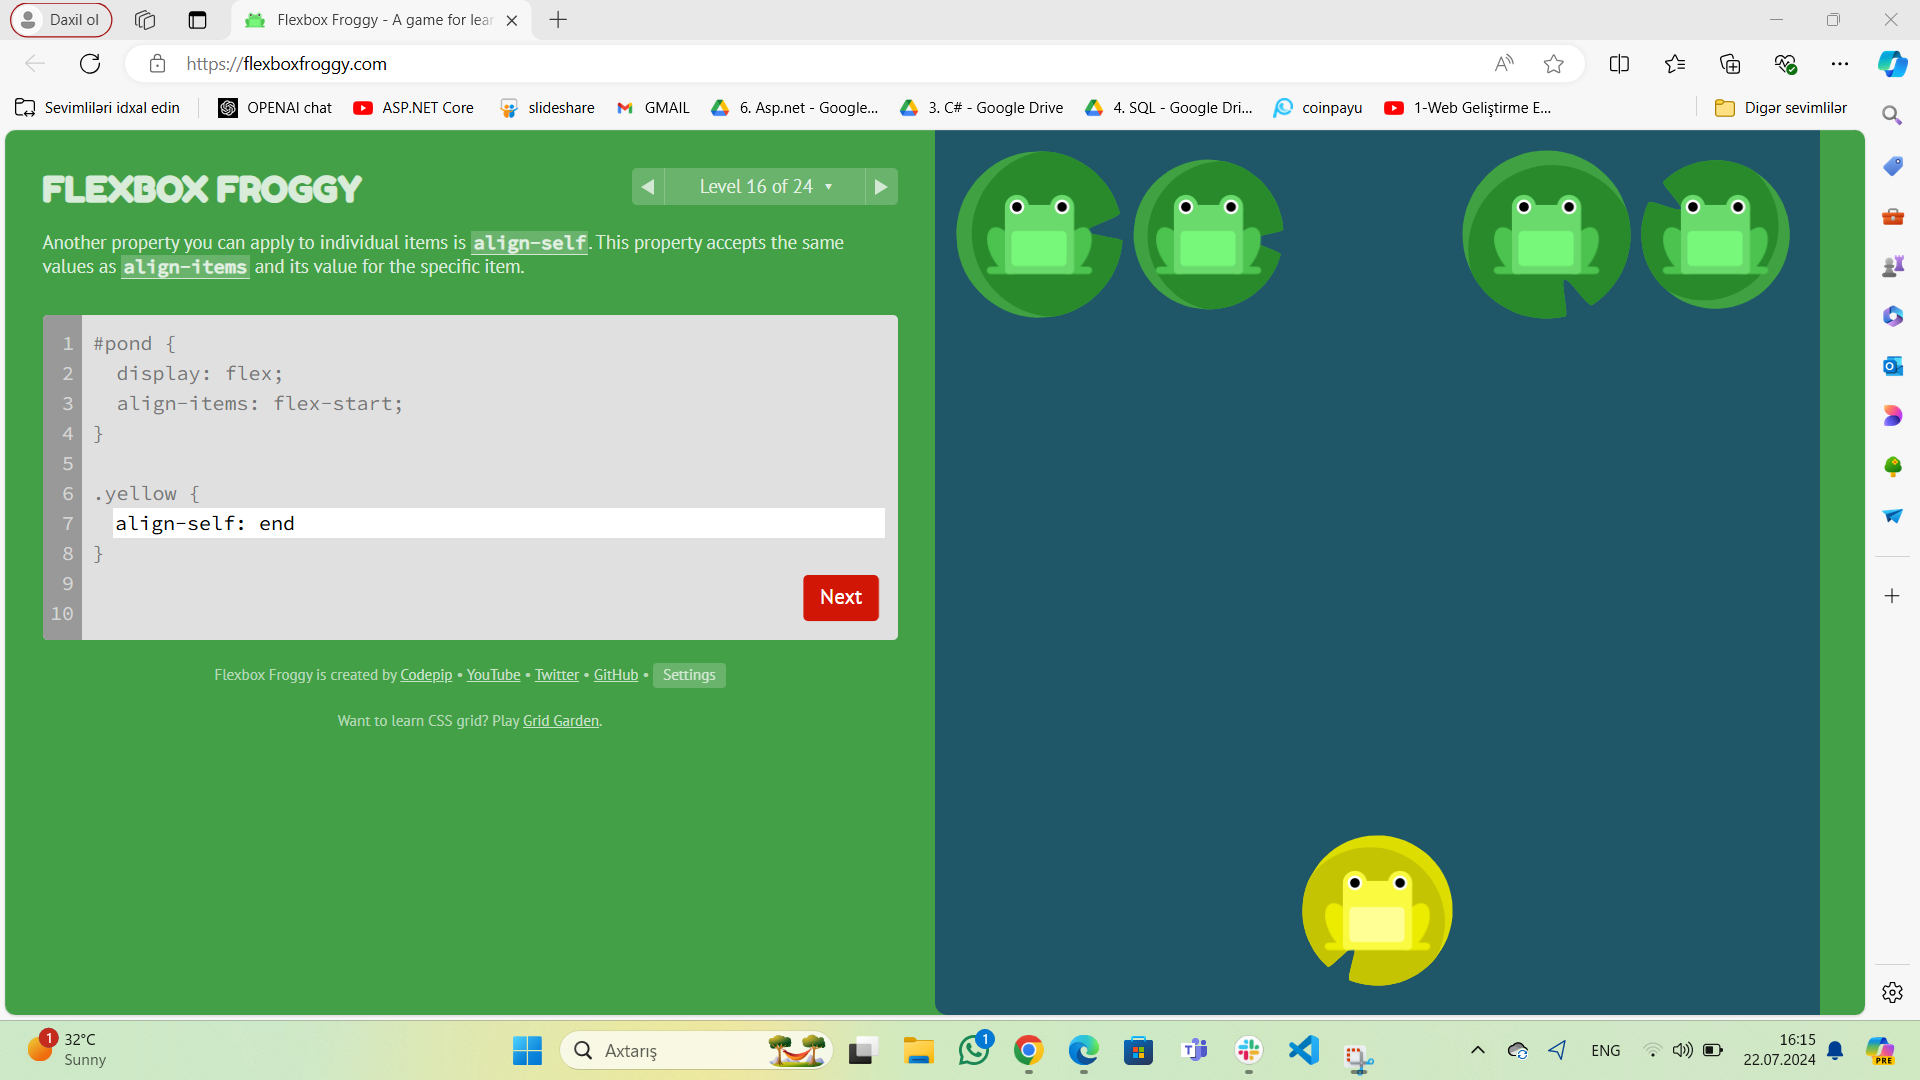 Daxil ol
Flexbox Froggy - A game for lear
https://flexboxfroggy.com
Sevimliləri idxal edin
OPENAI chat
ASP.NET Core
slideshare
GMAIL
6. Asp.net - Google...
3. C# - Google Drive
4. SQL - Google Dri...
coinpayu
1-Web Geliştirme E...
Digər sevimlilər
FLEXBOX FROGGY
Level 16 of 24
Another property you can apply to individual items is align-self. This property accepts the same
values as align-items and its value for the specific item.
1 #pond {
2 display: flex;
3 align-items: flex-start;
4 }
5
6 .yellow {
7 align-self: end
8 }
9
10
Next
Flexbox Froggy is created by Codepip • YouTube • Twitter • GitHub • Settings
Want to learn CSS grid? Play Grid Garden.
1
32°C
Sunny
Axtarış
1
ENG
16:15
22.07.2024
PRE